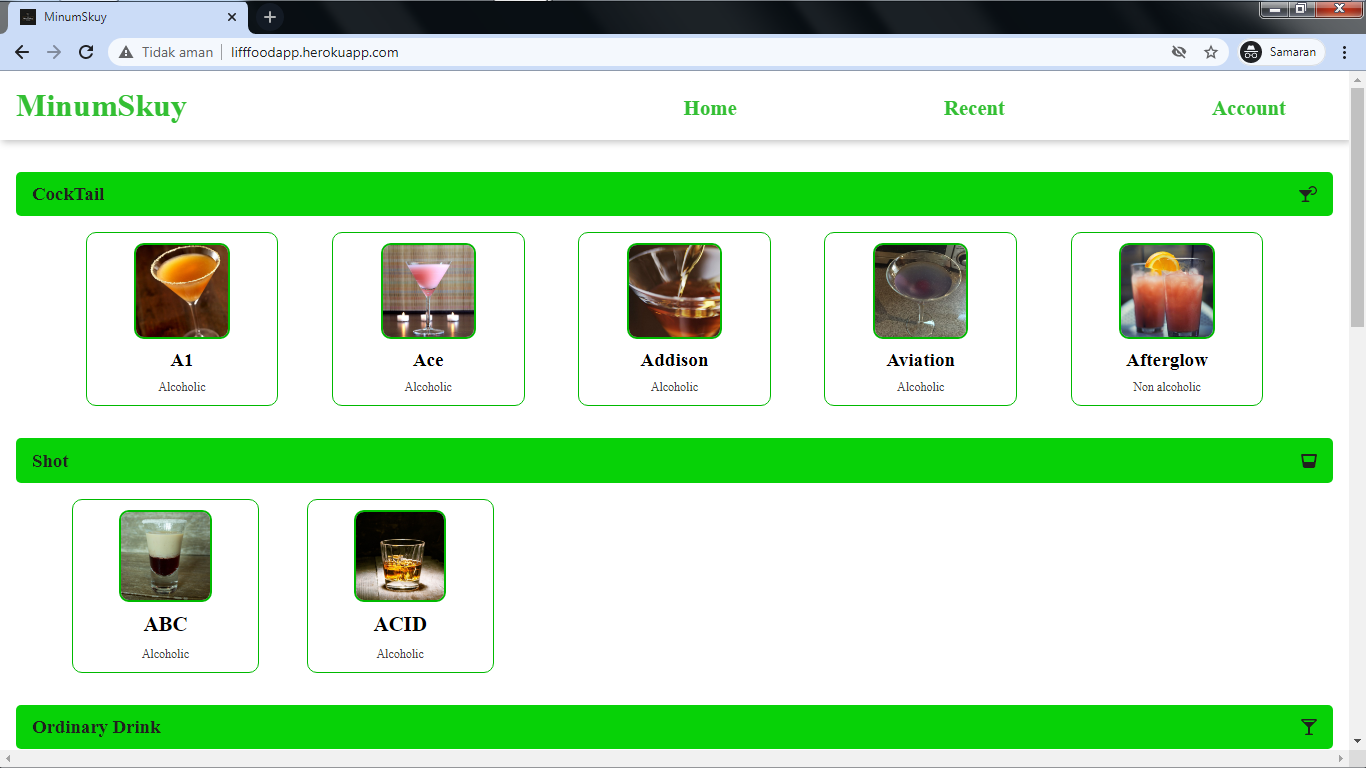 MinumSkuy
Tidak aman lifffoodapp.herokuapp.com Samaran
MinumSkuy Home Recent Account
CockTail
A1 Ace Addison Aviation Afterglow
Alcoholic Alcoholic Alcoholic Alcoholic Non alcoholic
Shot
ABC ACID
Alcoholic Alcoholic
Ordinary Drink